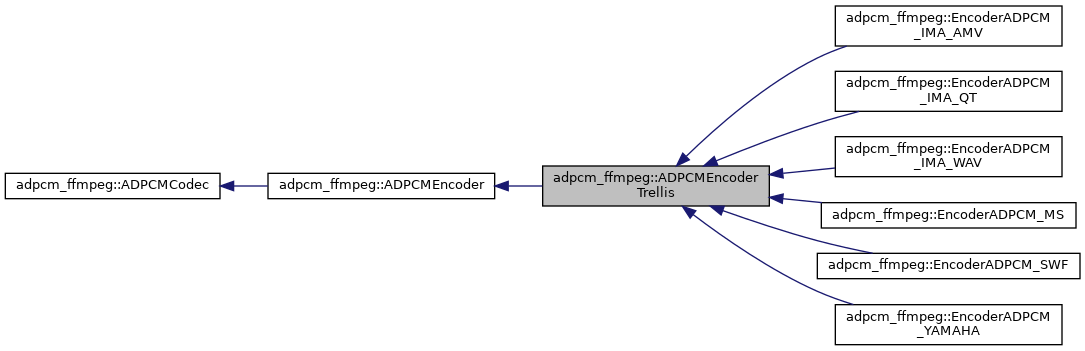 adpcm_ffmpeg::ADPCMCodec
adpcm_ffmpeg::ADPCMEncoder
adpcm_ffmpeg::ADPCMEncoder
Trellis
adpcm_ffmpeg::EncoderADPCM
_IMA_AMV
adpcm_ffmpeg::EncoderADPCM
_IMA_QT
adpcm_ffmpeg::EncoderADPCM
_IMA_WAV
adpcm_ffmpeg::EncoderADPCM_MS
adpcm_ffmpeg::EncoderADPCM_SWF
adpcm_ffmpeg::EncoderADPCM
_YAMAHA